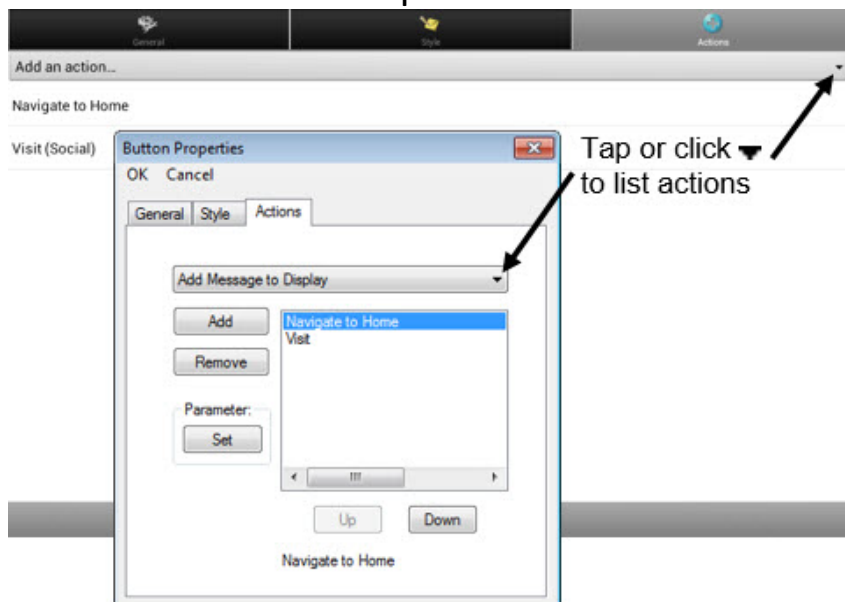 General Style Actions
Add an action...
Navigate to Home
Visit (Social)
Tap or click
to list actions
Button Properties
OK Cancel
General Style Actions
Add Message to Display
Add
Remove
Parameter:
Set
Navigate to Home
Visit
Up Down
Navigate to Home